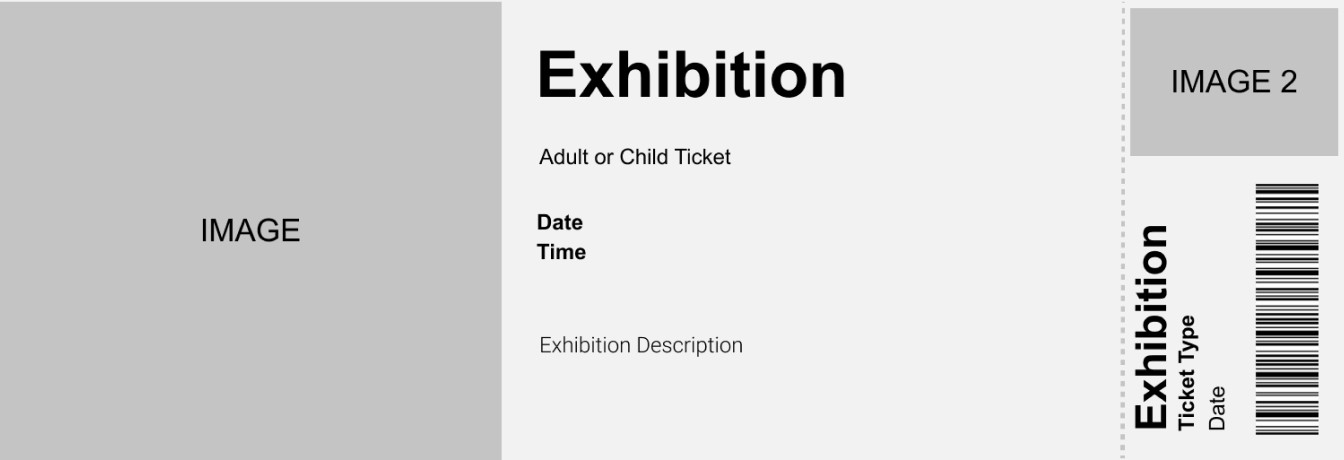 IMAGE
Exhibition
Adult or Child Ticket
Date
Time
Exhibition Description
IMAGE 2
Exhibition
Ticket Type
Date